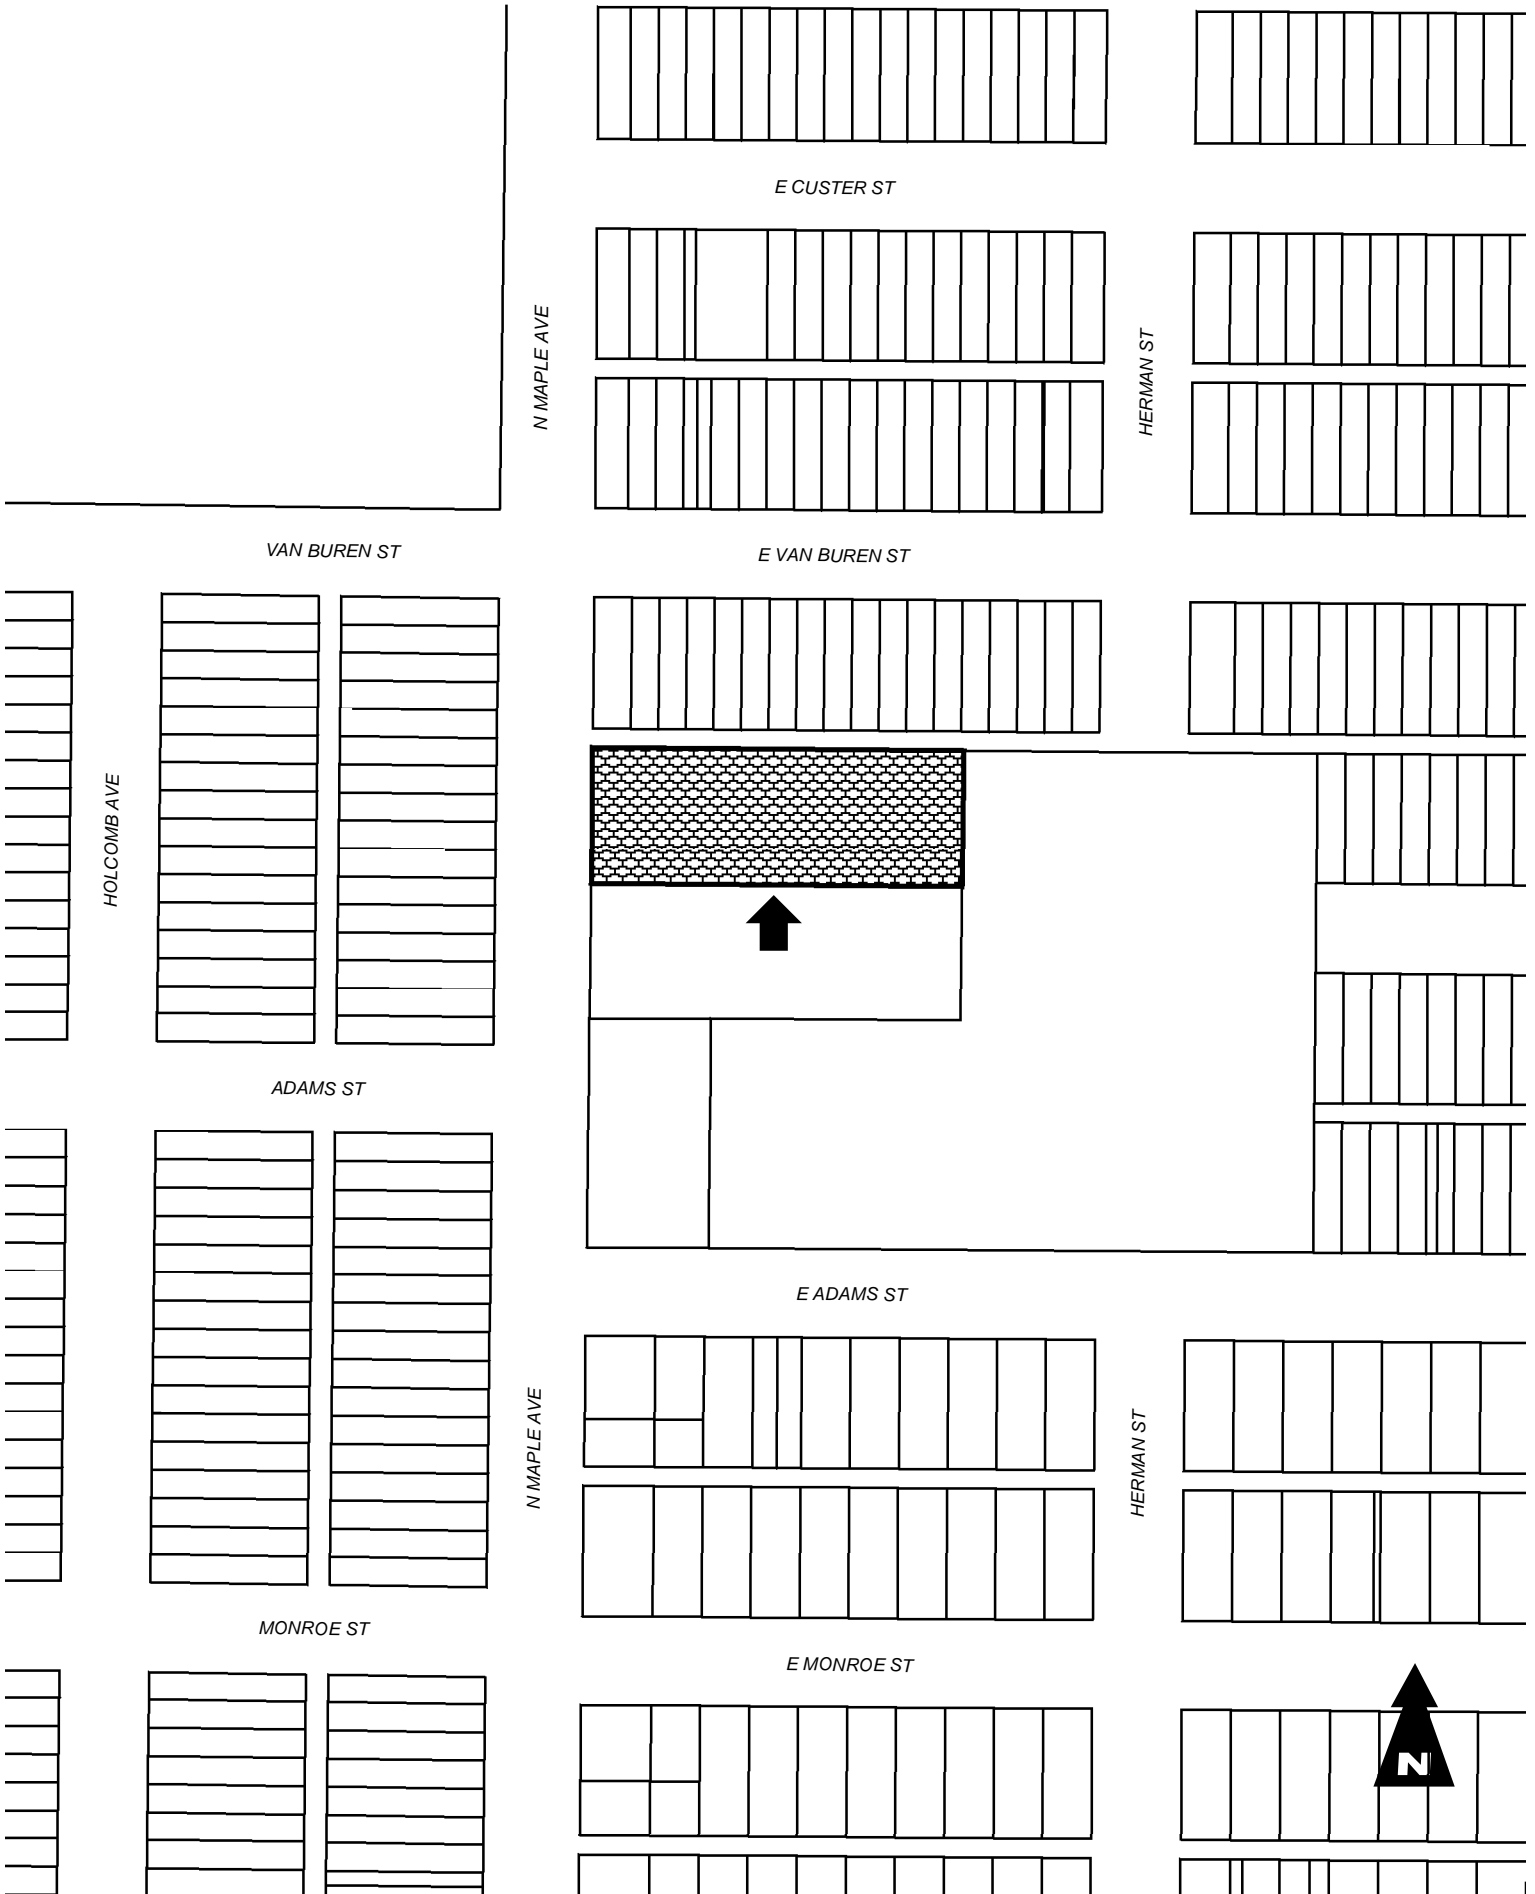 E CUSTER ST
N MAPLE AVE
HERMAN ST
VAN BUREN ST
E VAN BUREN ST
HOLCOMB AVE
ADAMS ST
E ADAMS ST
N MAPLE AVE
HERMAN ST
MONROE ST
E MONROE ST
N